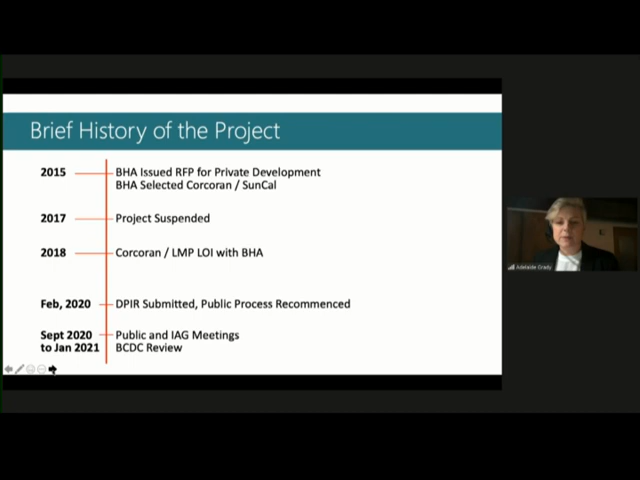 Brief History of the Project
2015
BHA Issued RFP for Private Development
BHA Selected Corcoran / SunCal
2017
Project Suspended
2018
Corcoran / LMP LOI with BHA
Feb, 2020
DPIR Submitted, Public Process Recommenced
Sept 2020
to Jan 2021
Public and IAG Meetings
BCDC Review
Adelaide Grady